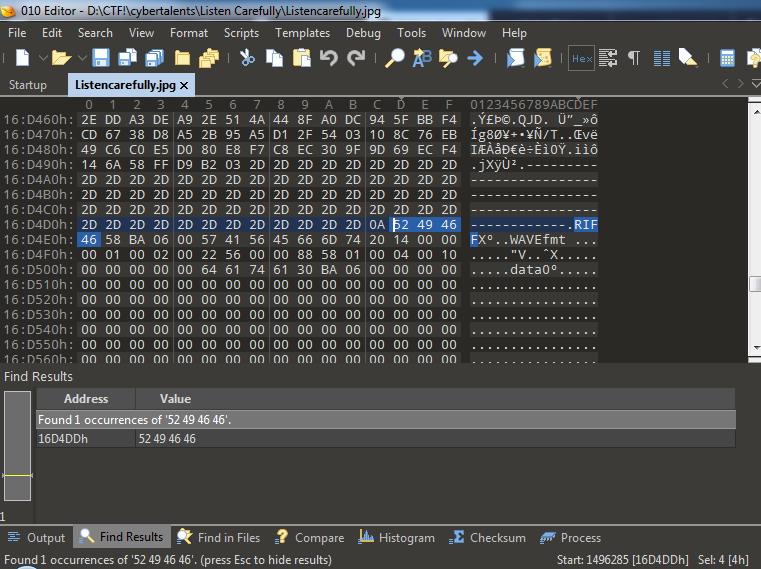 010 Editor - D:\CTF!\cybertalents\Listen Carefully\Listencarefully.jpg
File Edit Search View Format Scripts Templates Debug Tools Window Help
Hex
Startup Listencarefully.jpg ×
0 1 2 3 4 5 6 7 8 9 A B C D E F 0123456789ABCDEF
16:D460h: 2E DD A3 DE A9 2E 51 4A 44 8F A0 DC 94 5F BB F4 .Ý£Þ©.QJD. Ü”_»ô
16:D470h: CD 67 38 D8 A5 2B 95 A5 D1 2F 54 03 10 8C 76 EB Íg8Ø¥+•¥Ñ/T..Œvë
16:D480h: 49 C6 C0 E5 D0 80 E8 F7 C8 EC 30 9F 9D 69 EC F4 IÆÀåÐ€è÷Èì0Ÿ.iìô
16:D490h: 14 6A 58 FF D9 B2 03 2D 2D 2D 2D 2D 2D 2D 2D 2D .jXÿÙ².---------
16:D4A0h: 2D 2D 2D 2D 2D 2D 2D 2D 2D 2D 2D 2D 2D 2D 2D 2D ----------------
16:D4B0h: 2D 2D 2D 2D 2D 2D 2D 2D 2D 2D 2D 2D 2D 2D 2D 2D ----------------
16:D4C0h: 2D 2D 2D 2D 2D 2D 2D 2D 2D 2D 2D 2D 2D 2D 2D 2D ----------------
16:D4D0h: 2D 2D 2D 2D 2D 2D 2D 2D 2D 2D 2D 2D 0A 52 49 46 ------------.RIF
16:D4E0h: 46 58 BA 06 00 57 41 56 45 66 6D 74 20 14 00 00 FXº..WAVEfmt ...
16:D4F0h: 00 01 00 02 00 22 56 00 00 88 58 01 00 04 00 10 ....."V..ˆX.....
16:D500h: 00 00 00 00 00 64 61 74 61 30 BA 06 00 00 00 00 .....data0º.....
16:D510h: 00 00 00 00 00 00 00 00 00 00 00 00 00 00 00 00 ................
16:D520h: 00 00 00 00 00 00 00 00 00 00 00 00 00 00 00 00 ................
16:D530h: 00 00 00 00 00 00 00 00 00 00 00 00 00 00 00 00 ................
16:D540h: 00 00 00 00 00 00 00 00 00 00 00 00 00 00 00 00 ................
16:D550h: 00 00 00 00 00 00 00 00 00 00 00 00 00 00 00 00 ................
16:D560h: 00 00 00 00 00 00 00 00 00 00 00 00 00 00 00 00 ................
Find Results
Address Value
Found 1 occurrences of '52 49 46 46'.
16D4DDh 52 49 46 46
1
Output Find Results Find in Files Compare Histogram Checksum Process
Found 1 occurrences of '52 49 46 46'. (press Esc to hide results) Start: 1496285 [16D4DDh] Sel: 4 [4h]